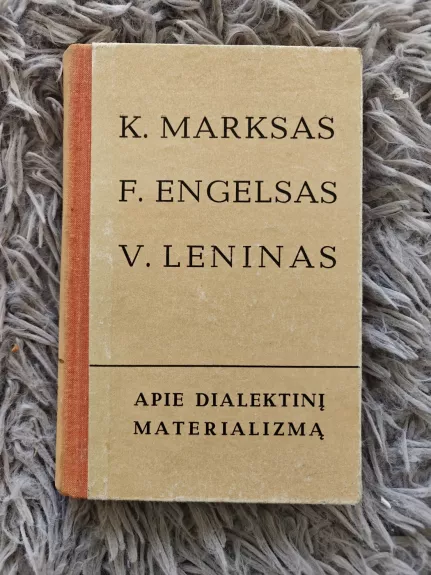 K. MARKSAS
F. ENGELSAS
V. LENINAS
APIE DIALEKTINĮ
MATERIALIZMĄ